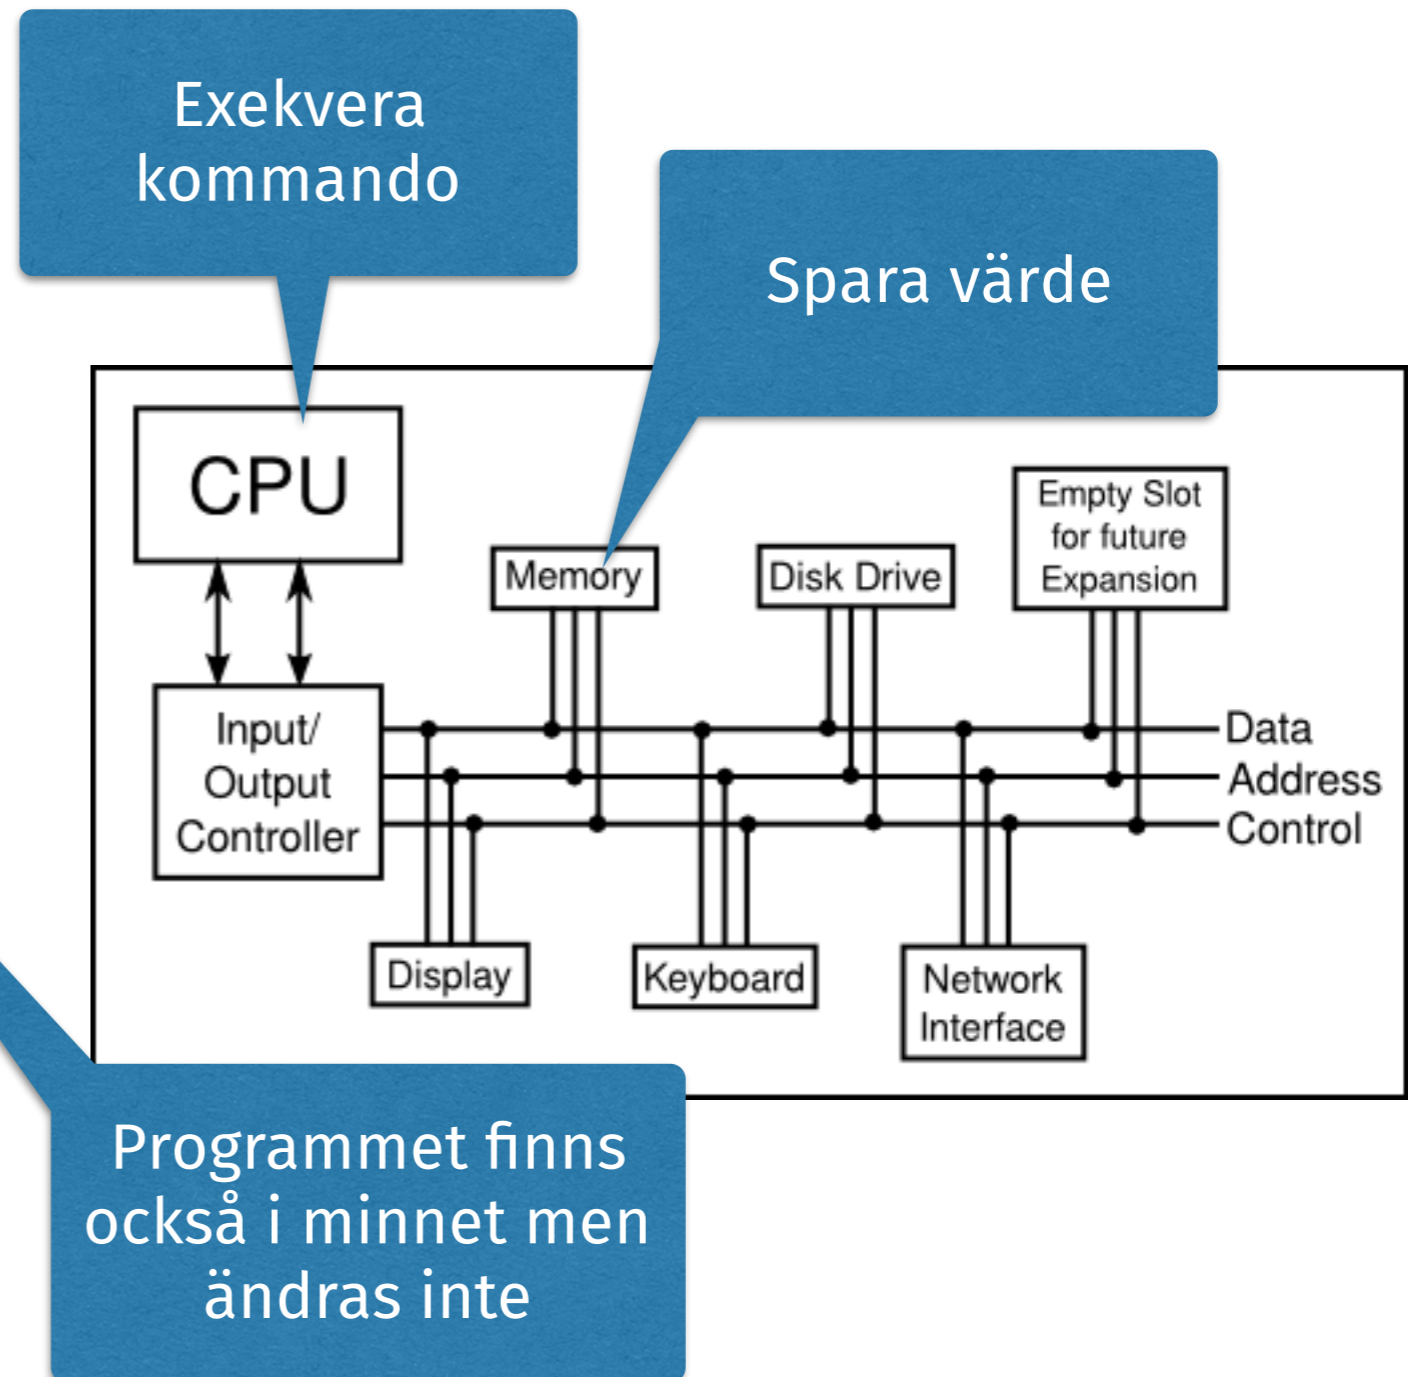 Exekvera
kommando
Spara värde
CPU
Memory
Disk Drive
Empty Slot
for future
Expansion
Input/
Output
Controller
Data
Address
Control
Display
Keyboard
Network
Interface
Programmet finns
också i minnet men
ändras inte